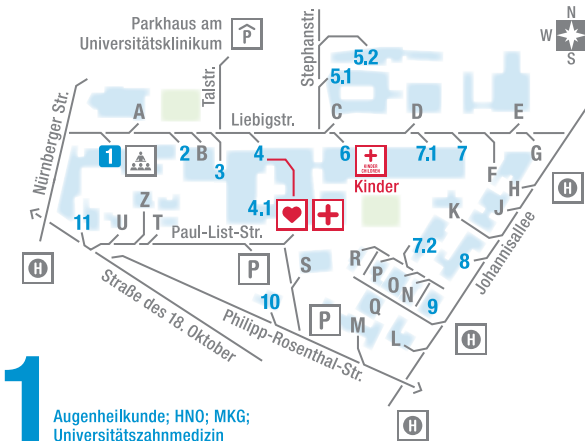 Parkhaus am
Universitätsklinikum
P
N
W
S
Stephanstr.
5.2
5.1
Talstr.
Nürnberger Str.
A
Liebigstr.
C
D
E
1
2
B
3
4
6
KINDER
CHILDREN
Kinder
7.1
7
F
G
H
H
J
K
Johannisallee
4.1
Z
11
U
T
Paul-List-Str.
H
P
S
R
P
O
N
7.2
8
9
Q
10
P
M
L
H
Straße des 18. Oktober
Philipp-Rosenthal-Str.
H
1
Augenheilkunde; HNO; MKG;
Universitätszahnmedizin